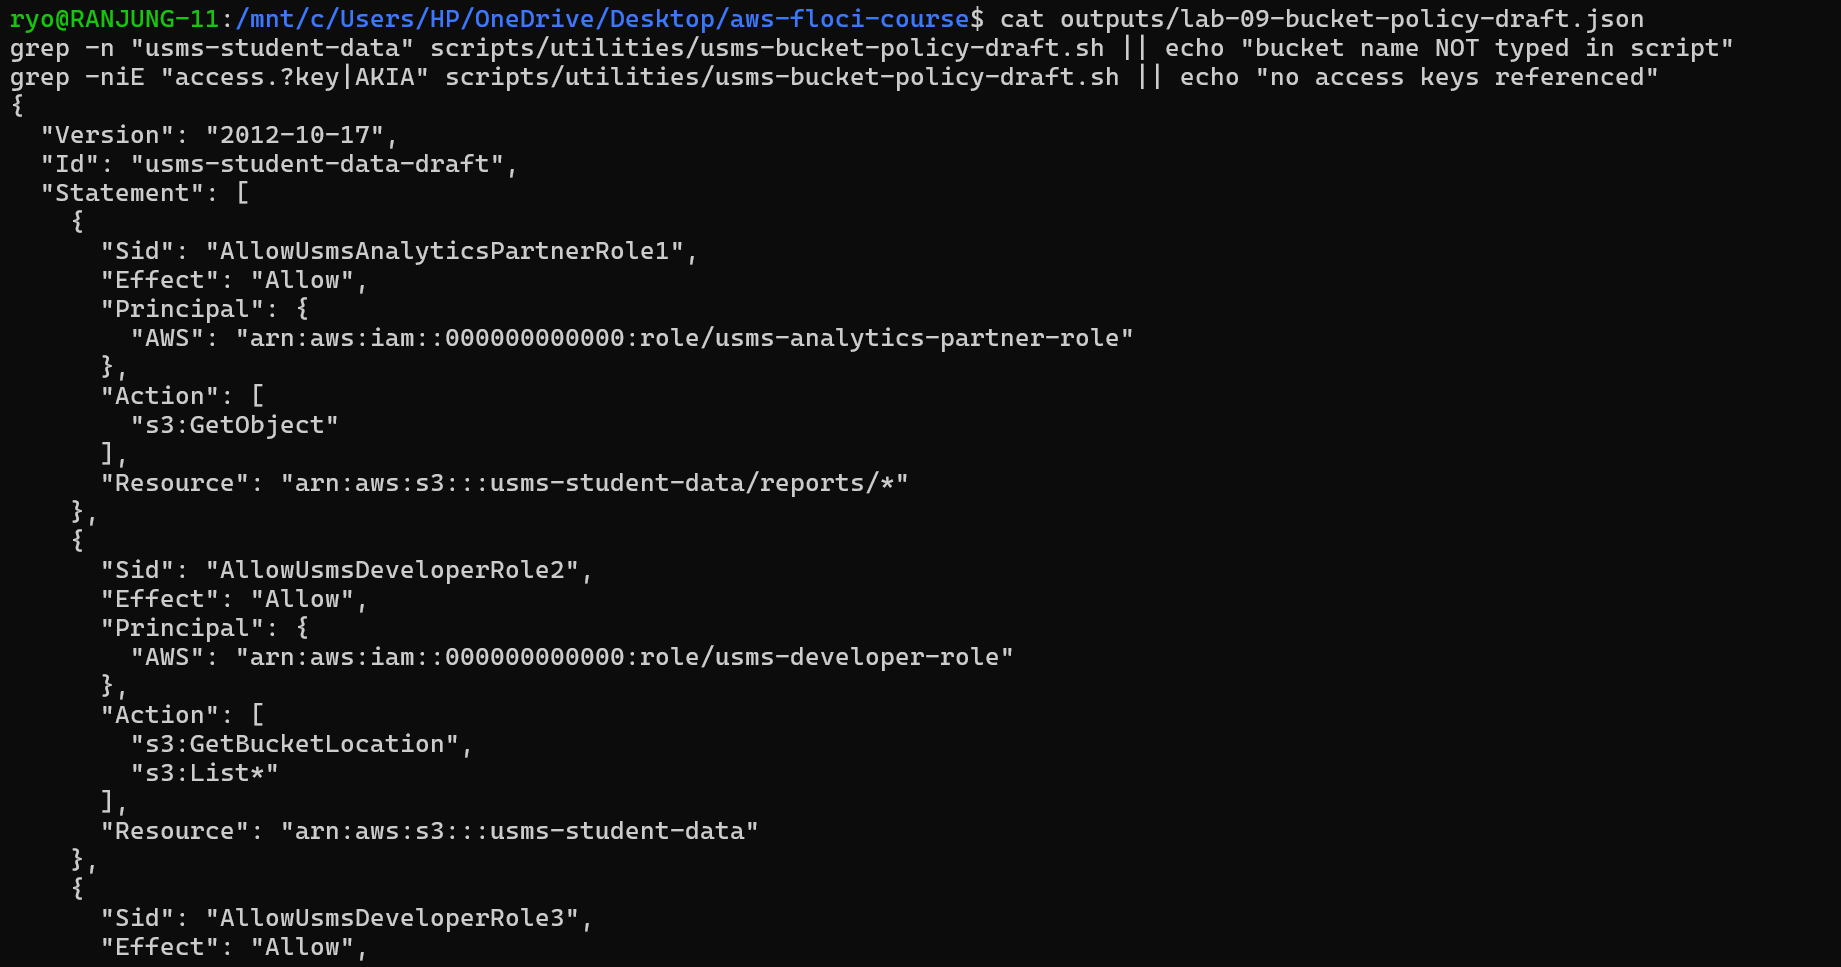 ryo@RANJUNG-11:/mnt/c/Users/HP/OneDrive/Desktop/aws-floci-course$ cat outputs/lab-09-bucket-policy-draft.json
grep -n "usms-student-data" scripts/utilities/usms-bucket-policy-draft.sh || echo "bucket name NOT typed in script"
grep -niE "access.?key|AKIA" scripts/utilities/usms-bucket-policy-draft.sh || echo "no access keys referenced"
{
  "Version": "2012-10-17",
  "Id": "usms-student-data-draft",
  "Statement": [
    {
      "Sid": "AllowUsmsAnalyticsPartnerRole1",
      "Effect": "Allow",
      "Principal": {
        "AWS": "arn:aws:iam::000000000000:role/usms-analytics-partner-role"
      },
      "Action": [
        "s3:GetObject"
      ],
      "Resource": "arn:aws:s3:::usms-student-data/reports/*"
    },
    {
      "Sid": "AllowUsmsDeveloperRole2",
      "Effect": "Allow",
      "Principal": {
        "AWS": "arn:aws:iam::000000000000:role/usms-developer-role"
      },
      "Action": [
        "s3:GetBucketLocation",
        "s3:List*"
      ],
      "Resource": "arn:aws:s3:::usms-student-data"
    },
    {
      "Sid": "AllowUsmsDeveloperRole3",
      "Effect": "Allow",